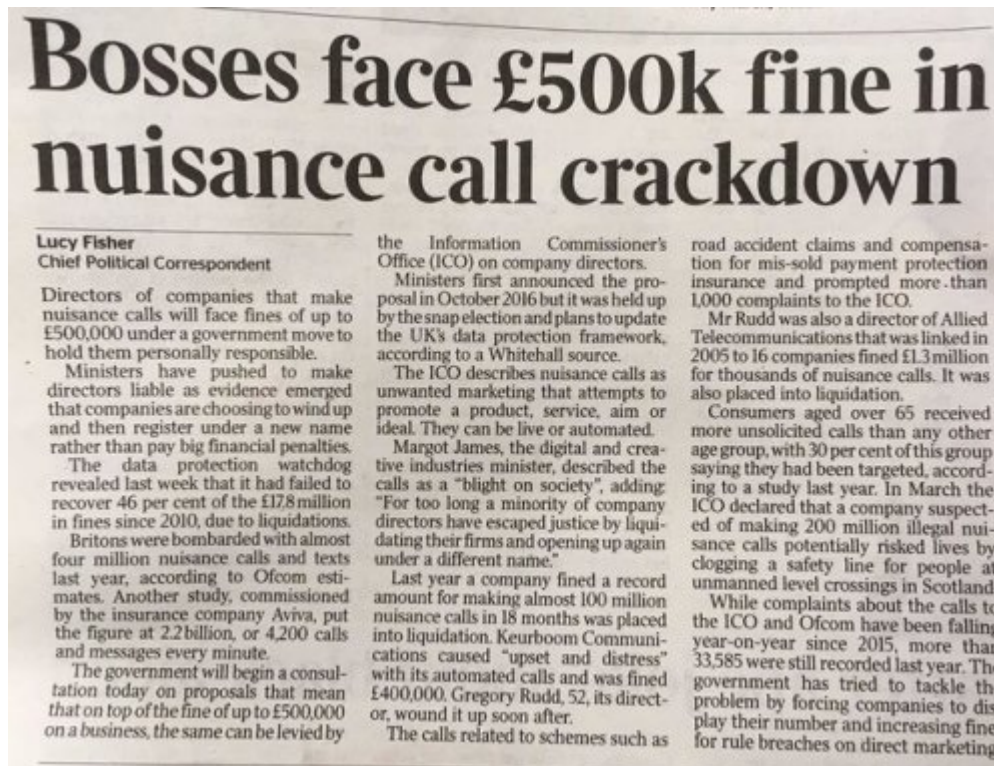 Bosses face £500k fine in
nuisance call crackdown
Lucy Fisher
Chief Political Correspondent
Directors of companies that make
nuisance calls will face fines of up to
£500,000 under a government move to
hold them personally responsible.
Ministers have pushed to make
directors liable as evidence emerged
that companies are choosing to wind up
and then register under a new name
rather than pay big financial penalties.
The data protection watchdog
revealed last week that it had failed to
recover 46 per cent of the £17.8 million
in fines since 2010, due to liquidations.
Britons were bombarded with almost
four million nuisance calls and texts
last year, according to Ofcom esti-
mates. Another study, commissioned
by the insurance company Aviva, put
the figure at 2.2 billion, or 4,200 calls
and messages every minute.
The government will begin a consul-
tation today on proposals that mean
that on top of the fine of up to £500,000
on a business, the same can be levied by
the Information Commissioner's
Office (ICO) on company directors.
Ministers first announced the pro-
posal in October 2016 but it was held up
by the snap election and plans to update
the UK's data protection framework,
according to a Whitehall source.
The ICO describes nuisance calls as
unwanted marketing that attempts to
promote a product, service, aim or
ideal. They can be live or automated.
Margot James, the digital and crea-
tive industries minister, described the
calls as a "blight on society", adding:
"For too long a minority of company
directors have escaped justice by liqui-
dating their firms and opening up again
under a different name."
Last year a company fined a record
amount for making almost 100 million
nuisance calls in 18 months was placed
into liquidation. Keurboom Communi-
cations caused "upset and distress"
with its automated calls and was fined
£400,000. Gregory Rudd, 52, its direct-
or, wound it up soon after.
The calls related to schemes such as
road accident claims and compensa-
tion for mis-sold payment protection
insurance and prompted more than
1,000 complaints to the ICO.
Mr Rudd was also a director of Allied
Telecommunications that was linked in
2005 to 16 companies fined £1.3 million
for thousands of nuisance calls. It was
also placed into liquidation.
Consumers aged over 65 received
more unsolicited calls than any other
age group, with 30 per cent of this group
saying they had been targeted, accord-
ing to a study last year. In March the
ICO declared that a company suspect-
ed of making 200 million illegal nui-
sance calls potentially risked lives by
clogging a safety line for people at
unmanned level crossings in Scotland
While complaints about the calls to
the ICO and Ofcom have been falling
year-on-year since 2015, more than
33,585 were still recorded last year. The
government has tried to tackle th
problem by forcing companies to dis
play their number and increasing fine
for rule breaches on direct marketing